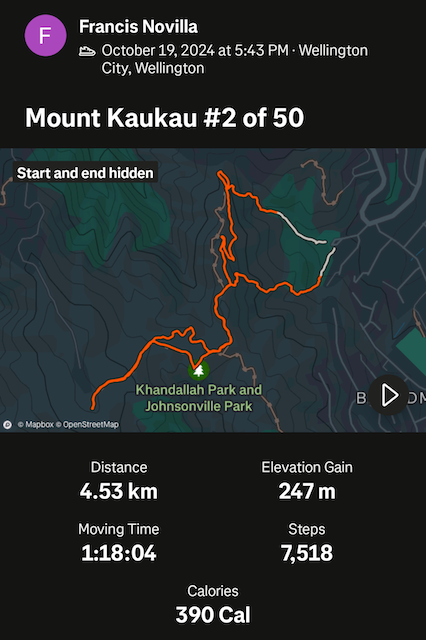 F
Francis Novilla
October 19, 2024 at 5:43 PM · Wellington
City, Wellington
Mount Kaukau #2 of 50
Start and end hidden
Khandallah Park and
Johnsonville Park
© Mapbox © OpenStreetMap
Distance
4.53 km
Elevation Gain
247 m
Moving Time
1:18:04
Steps
7,518
Calories
390 Cal